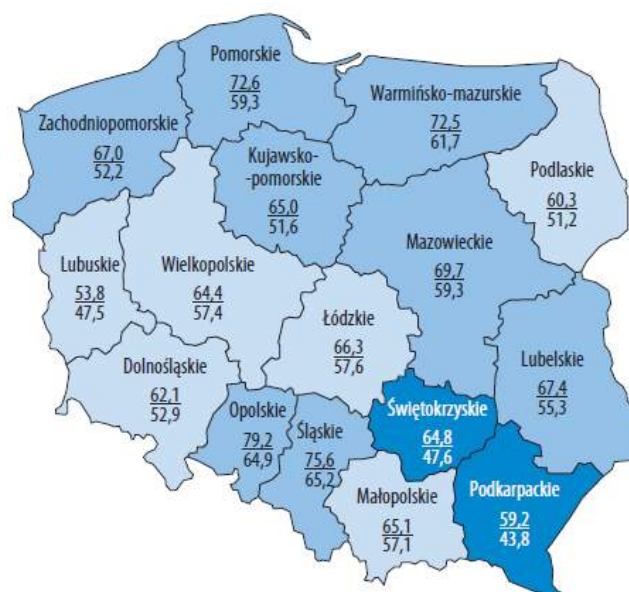 Pomorskie
72,6
59,3
Warmińsko-mazurskie
72,5
61,7
Zachodniopomorskie
67,0
52,2
Kujawsko-
-pomorskie
65,0
51,6
Podlaskie
60,3
51,2
Mazowieckie
69,7
59,3
Lubuskie
53,8
47,5
Wielkopolskie
64,4
57,4
Łódzkie
66,3
57,6
Dolnośląskie
62,1
52,9
Lubelskie
67,4
55,3
Opolskie
79,2
64,9
Śląskie
75,6
65,2
Świętokrzyskie
64,8
47,6
Małopolskie
65,1
57,1
Podkarpackie
59,2
43,8